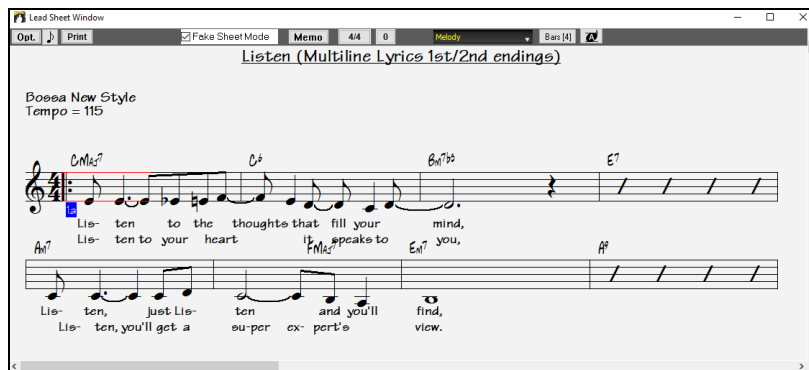 Lead Sheet Window
Opt. Print Fake Sheet Mode Memo 4/4 0 Melody Bars [4] A
Listen (Multiline Lyrics 1st/2nd endings)
Bossa New Style
Tempo = 115
CMAJ7 C6 BM7b5 E7
4/4
1a
Lis- ten to the thoughts that fill your mind,
Lis- ten to your heart it speaks to you,
AM7 FMAJ7 EM7 A9
Lis- ten, just Lis- ten and you'll find,
Lis- ten, you'll get a su-per ex- pert's view.